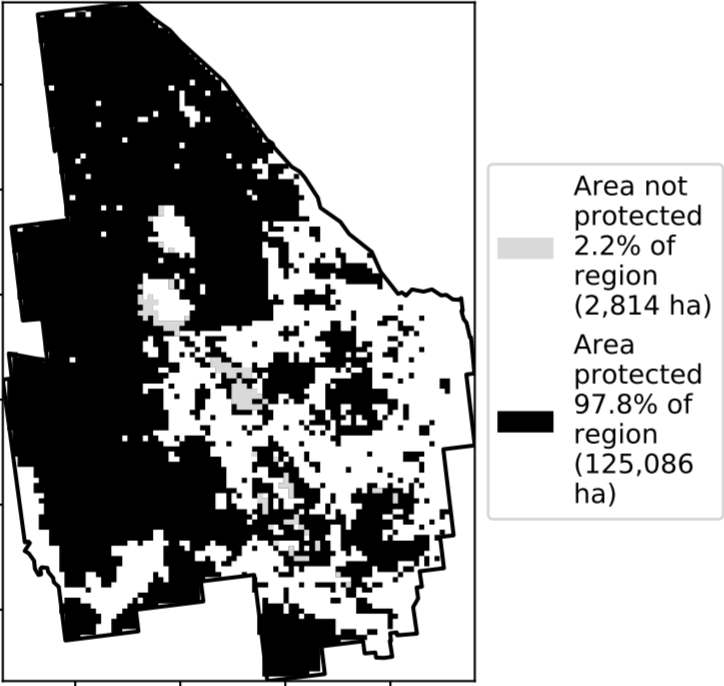 Area not
protected
2.2% of
region
(2,814 ha)
Area
protected
97.8% of
region
(125,086
ha)